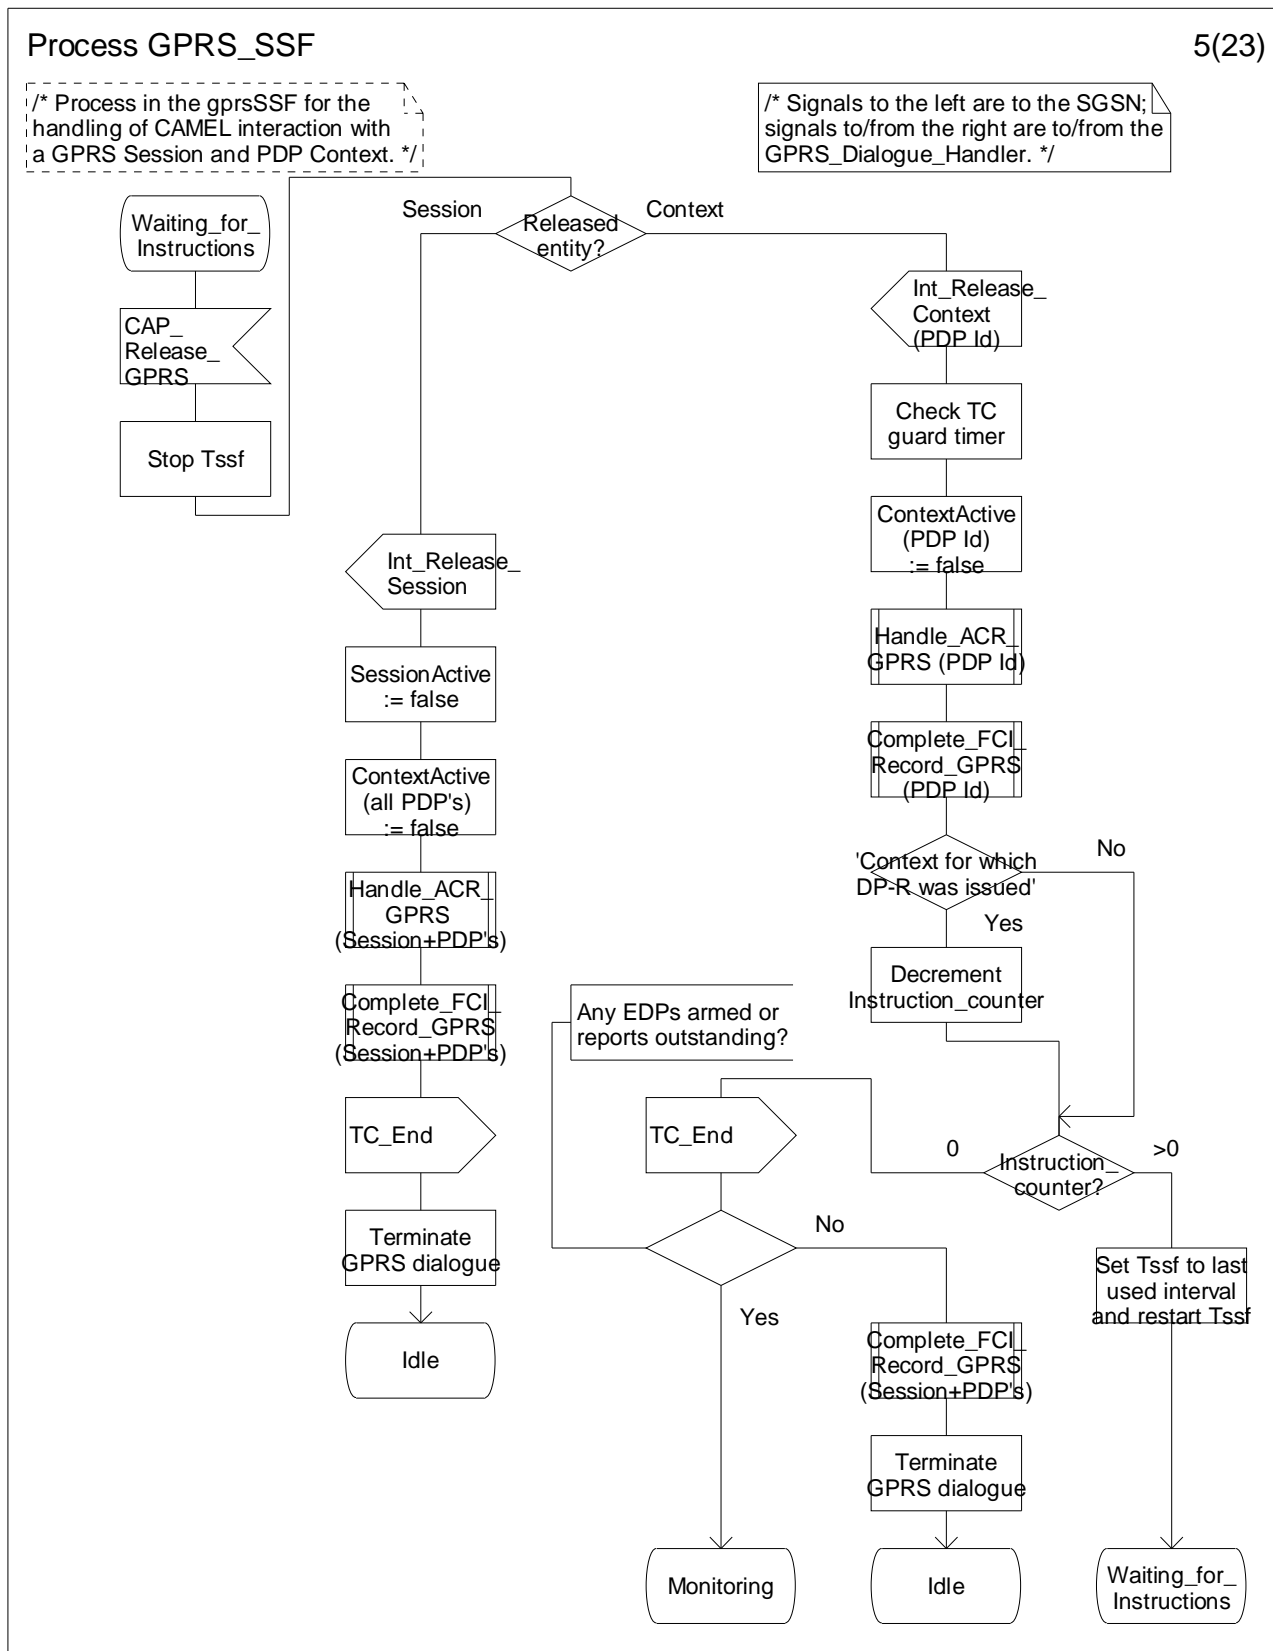 Process GPRS_SSF
5(23)
/* Process in the gprsSSF for the
handling of CAMEL interaction with
a GPRS Session and PDP Context. */
/* Signals to the left are to the SGSN;
signals to/from the right are to/from the
GPRS_Dialogue_Handler. */
Waiting_for_
Instructions
CAP_
Release_
GPRS
Stop Tssf
Released
entity?
Session
Context
Int_Release_
Session
SessionActive
:= false
ContextActive
(all PDP's)
:= false
Handle_ACR_
GPRS
(Session+PDP's)
Complete_FCI_
Record_GPRS
(Session+PDP's)
TC_End
Terminate
GPRS dialogue
Idle
Int_Release_
Context
(PDP Id)
Check TC
guard timer
ContextActive
(PDP Id)
:= false
Handle_ACR_
GPRS (PDP Id)
Complete_FCI_
Record_GPRS
(PDP Id)
'Context for which
DP-R was issued'
No
Yes
Decrement
Instruction_counter
Instruction_
counter?
0
>0
TC_End
Any EDPs armed or
reports outstanding?
No
Yes
Complete_FCI_
Record_GPRS
(Session+PDP's)
Terminate
GPRS dialogue
Set Tssf to last
used interval
and restart Tssf
Monitoring
Idle
Waiting_for_
Instructions